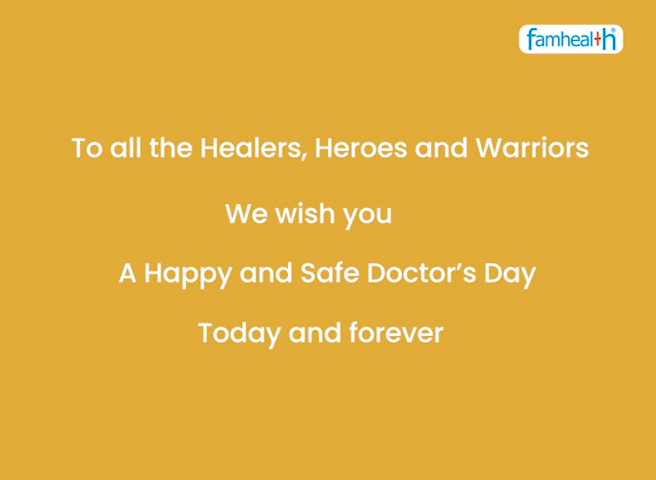 famhealth®
To all the Healers, Heroes and Warriors
We wish you
A Happy and Safe Doctor’s Day
Today and forever